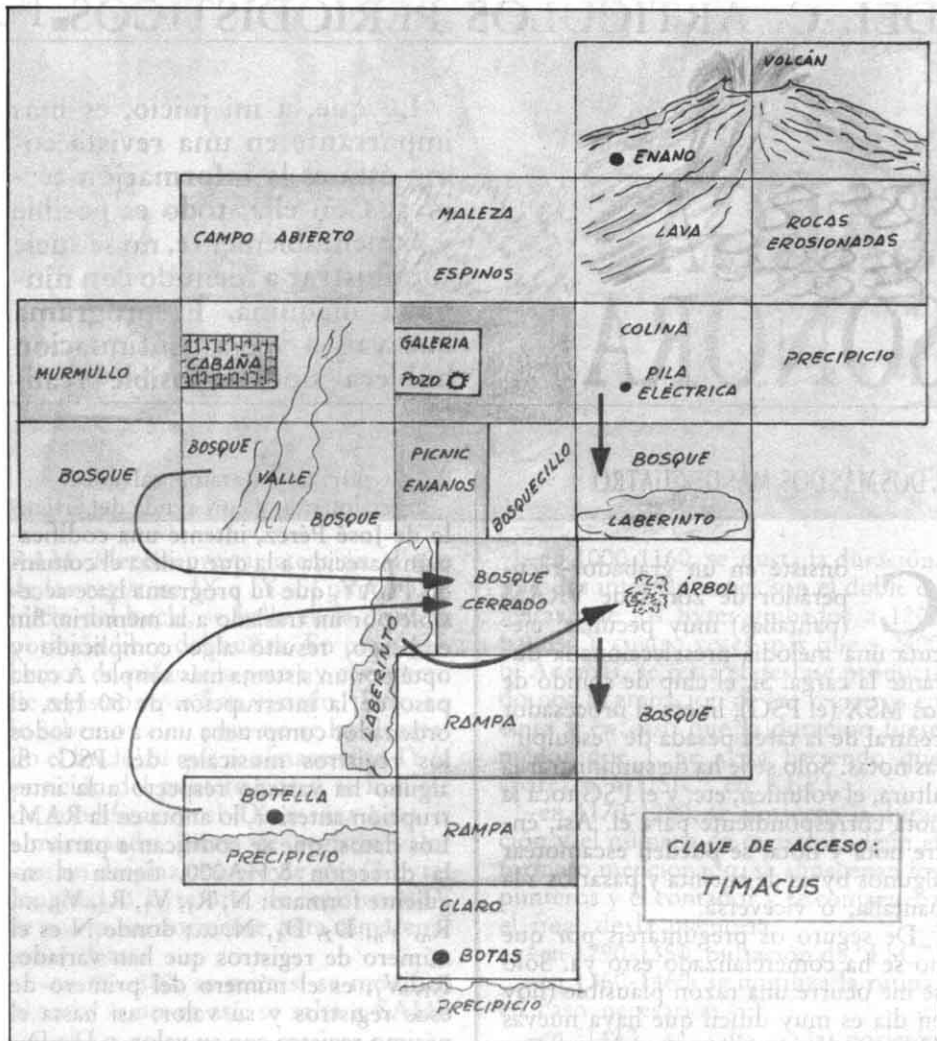 VOLCÁN
ENANO
CAMPO ABIERTO
MALEZA
ESPINOS
LAVA
ROCAS
EROSIONADAS
MURMULLO
CABAÑA
GALERIA
POZO
COLINA
PILA
ELÉCTRICA
PRECIPICIO
BOSQUE
BOSQUE
VALLE
BOSQUE
PICNIC
ENANOS
BOSQUECILLO
BOSQUE
LABERINTO
BOSQUE
CERRADO
ÁRBOL
LABERINTO
RAMPA
BOSQUE
BOTELLA
PRECIPICIO
RAMPA
CLAVE DE ACCESO:
TIMACUS
CLARO
BOTAS
PRECIPICIO